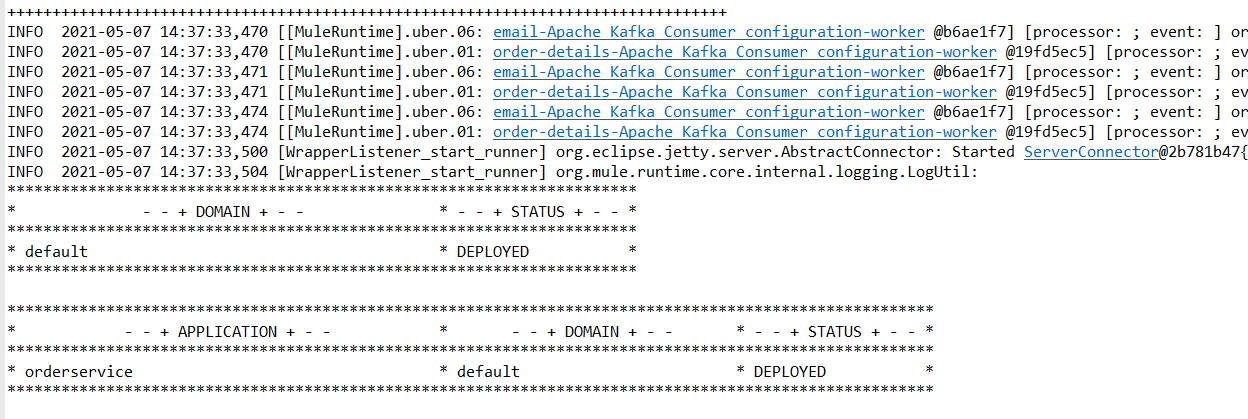 ++++++++++++++++++++++++++++++++++++++++++++++++++++++++++++++++++++++++++++++++
INFO  2021-05-07 14:37:33,470 [[MuleRuntime].uber.06: email-Apache Kafka Consumer configuration-worker @b6ae1f7] [processor: ; event: ] or
INFO  2021-05-07 14:37:33,470 [[MuleRuntime].uber.01: order-details-Apache Kafka Consumer configuration-worker @19fd5ec5] [processor: ; ev
INFO  2021-05-07 14:37:33,471 [[MuleRuntime].uber.06: email-Apache Kafka Consumer configuration-worker @b6ae1f7] [processor: ; event: ] or
INFO  2021-05-07 14:37:33,471 [[MuleRuntime].uber.01: order-details-Apache Kafka Consumer configuration-worker @19fd5ec5] [processor: ; ev
INFO  2021-05-07 14:37:33,474 [[MuleRuntime].uber.06: email-Apache Kafka Consumer configuration-worker @b6ae1f7] [processor: ; event: ] or
INFO  2021-05-07 14:37:33,474 [[MuleRuntime].uber.01: order-details-Apache Kafka Consumer configuration-worker @19fd5ec5] [processor: ; ev
INFO  2021-05-07 14:37:33,500 [WrapperListener_start_runner] org.eclipse.jetty.server.AbstractConnector: Started ServerConnector@2b781b47{
INFO  2021-05-07 14:37:33,504 [WrapperListener_start_runner] org.mule.runtime.core.internal.logging.LogUtil:
**********************************************************************
*              - - + DOMAIN + - -               * - - + STATUS + - - *
**********************************************************************
* default                                       * DEPLOYED           *
**********************************************************************
*******************************************************************************************************
*            - - + APPLICATION + - -            *       - - + DOMAIN + - -       * - - + STATUS + - - *
*******************************************************************************************************
* orderservice                                  * default                        * DEPLOYED           *
*******************************************************************************************************